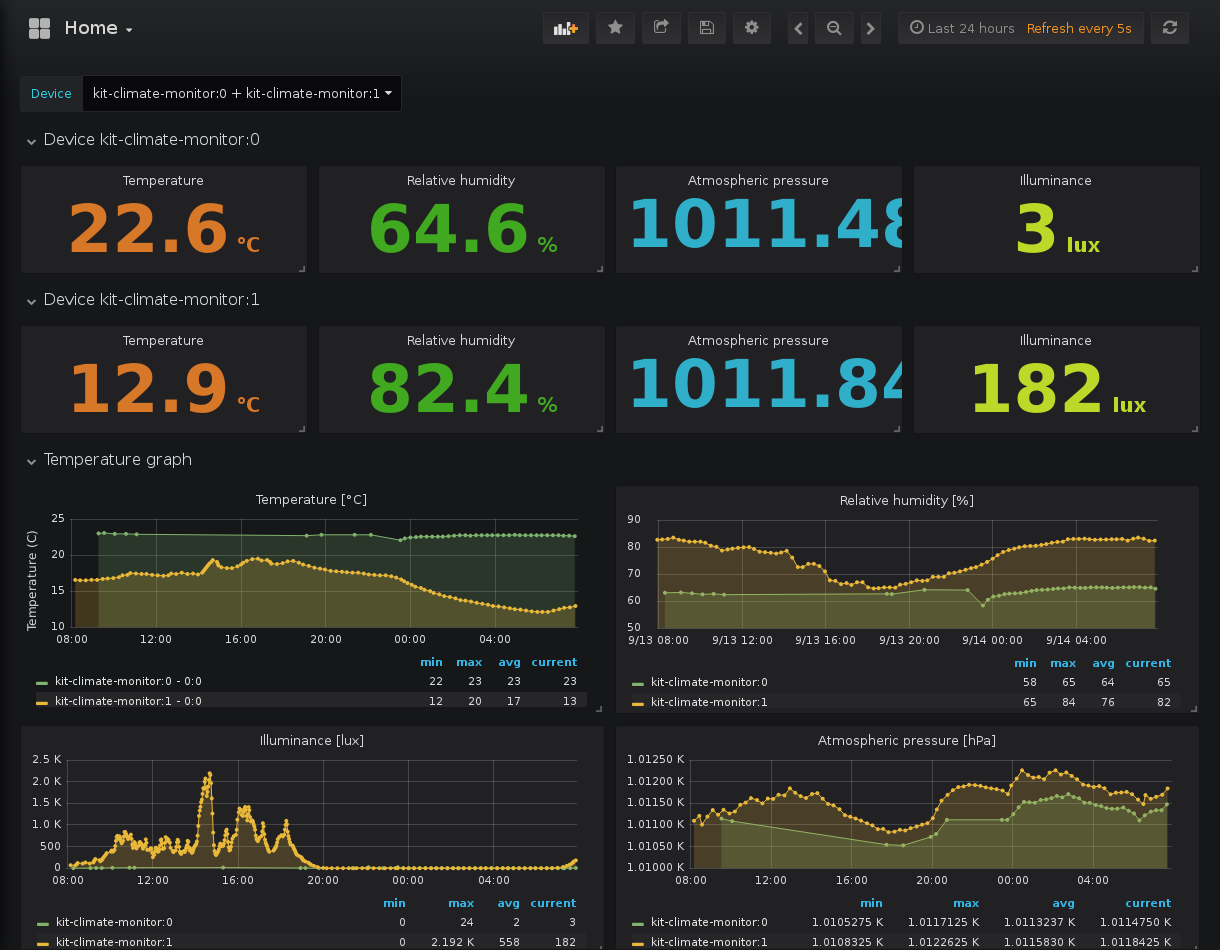 Home
Last 24 hours Refresh every 5s
Device kit-climate-monitor:0 + kit-climate-monitor:1
Device kit-climate-monitor:0
Temperature Relative humidity Atmospheric pressure Illuminance
22.6 °C 64.6 % 1011.48 3 lux
Device kit-climate-monitor:1
Temperature Relative humidity Atmospheric pressure Illuminance
12.9 °C 82.4 % 1011.84 182 lux
Temperature graph
Temperature [°C]
Temperature (C)
25
20
15
10
08:00 12:00 16:00 20:00 00:00 04:00
min max avg current
kit-climate-monitor:0 - 0:0 22 23 23 23
kit-climate-monitor:1 - 0:0 12 20 17 13
Relative humidity [%]
90
80
70
60
50
9/13 08:00 9/13 12:00 9/13 16:00 9/13 20:00 9/14 00:00 9/14 04:00
min max avg current
kit-climate-monitor:0 58 65 64 65
kit-climate-monitor:1 65 84 76 82
Illuminance [lux]
2.5 K
2.0 K
1.5 K
1.0 K
500
0
08:00 12:00 16:00 20:00 00:00 04:00
min max avg current
kit-climate-monitor:0 0 24 2 3
kit-climate-monitor:1 0 2.192 K 558 182
Atmospheric pressure [hPa]
1.01250 K
1.01200 K
1.01150 K
1.01100 K
1.01050 K
1.01000 K
08:00 12:00 16:00 20:00 00:00 04:00
min max avg current
kit-climate-monitor:0 1.0105275 K 1.0117125 K 1.0113237 K 1.0114750 K
kit-climate-monitor:1 1.0108325 K 1.0122625 K 1.0115830 K 1.0118425 K